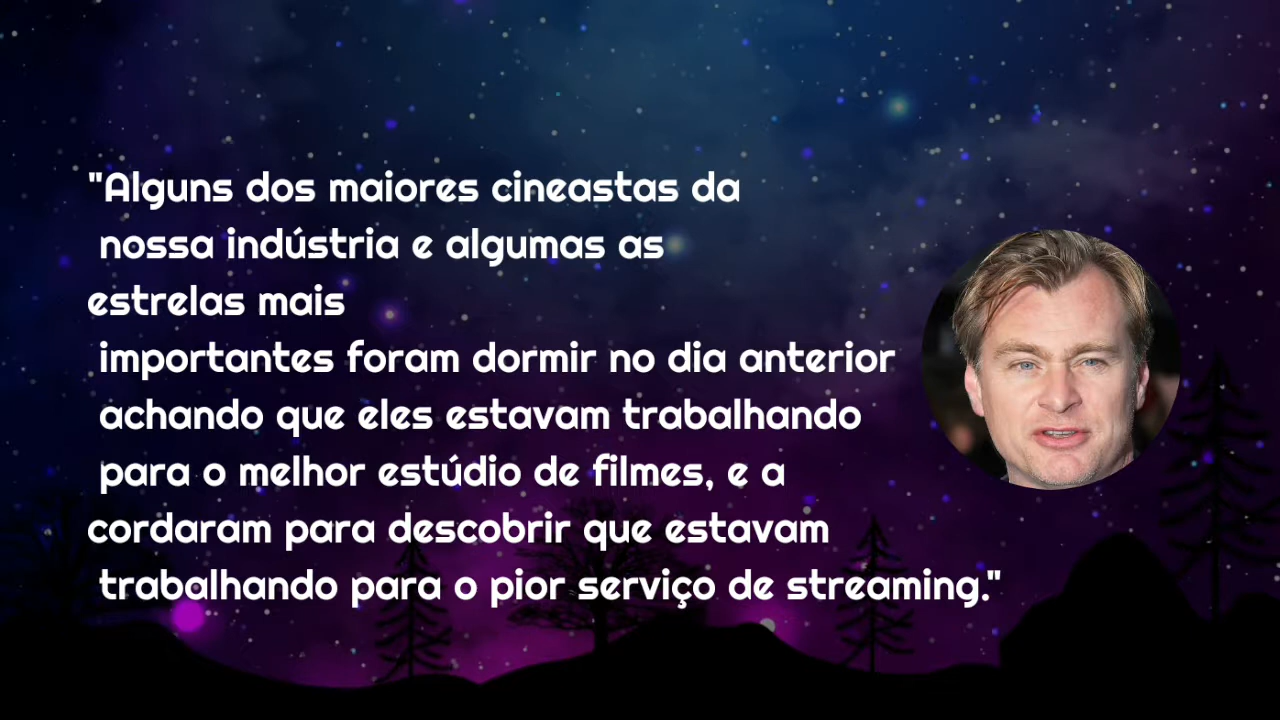 "Alguns dos maiores cineastas da
nossa indústria e algumas as
estrelas mais
importantes foram dormir no dia anterior
achando que eles estavam trabalhando
para o melhor estúdio de filmes, e a
cordaram para descobrir que estavam
trabalhando para o pior serviço de streaming."